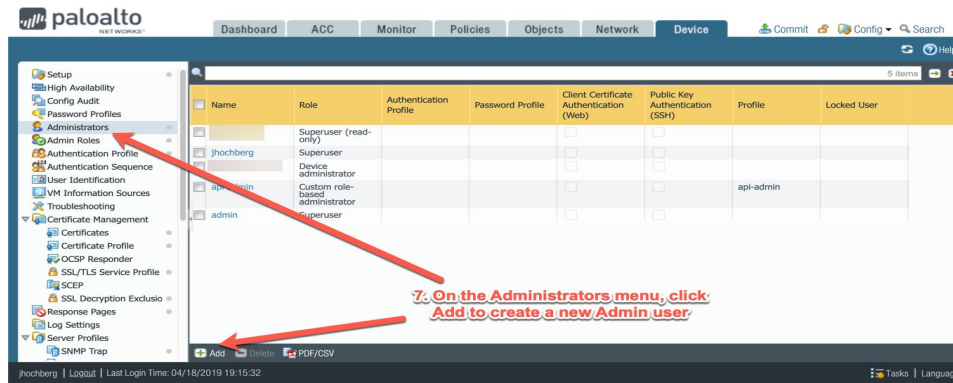 paloalto
NETWORKS®
Dashboard ACC Monitor Policies Objects Network Device Commit Config Search
Help
5 items
Setup
High Availability
Config Audit
Password Profiles
Administrators
Admin Roles
Authentication Profile
Authentication Sequence
User Identification
VM Information Sources
Troubleshooting
Certificate Management
Certificates
Certificate Profile
OCSP Responder
SSL/TLS Service Profile
SCEP
SSL Decryption Exclusio
Response Pages
Log Settings
Server Profiles
SNMP Trap
Name Role Authentication Profile Password Profile Client Certificate Authentication (Web) Public Key Authentication (SSH) Profile Locked User
Superuser (read-
only)
jhochberg Superuser
Device
administrator
Custom role-
based
administrator
api-admin
admin Superuser
7. On the Administrators menu, click
Add to create a new Admin user
Add Delete PDF/CSV
jhochberg | Logout | Last Login Time: 04/18/2019 19:15:32 Tasks | Languag